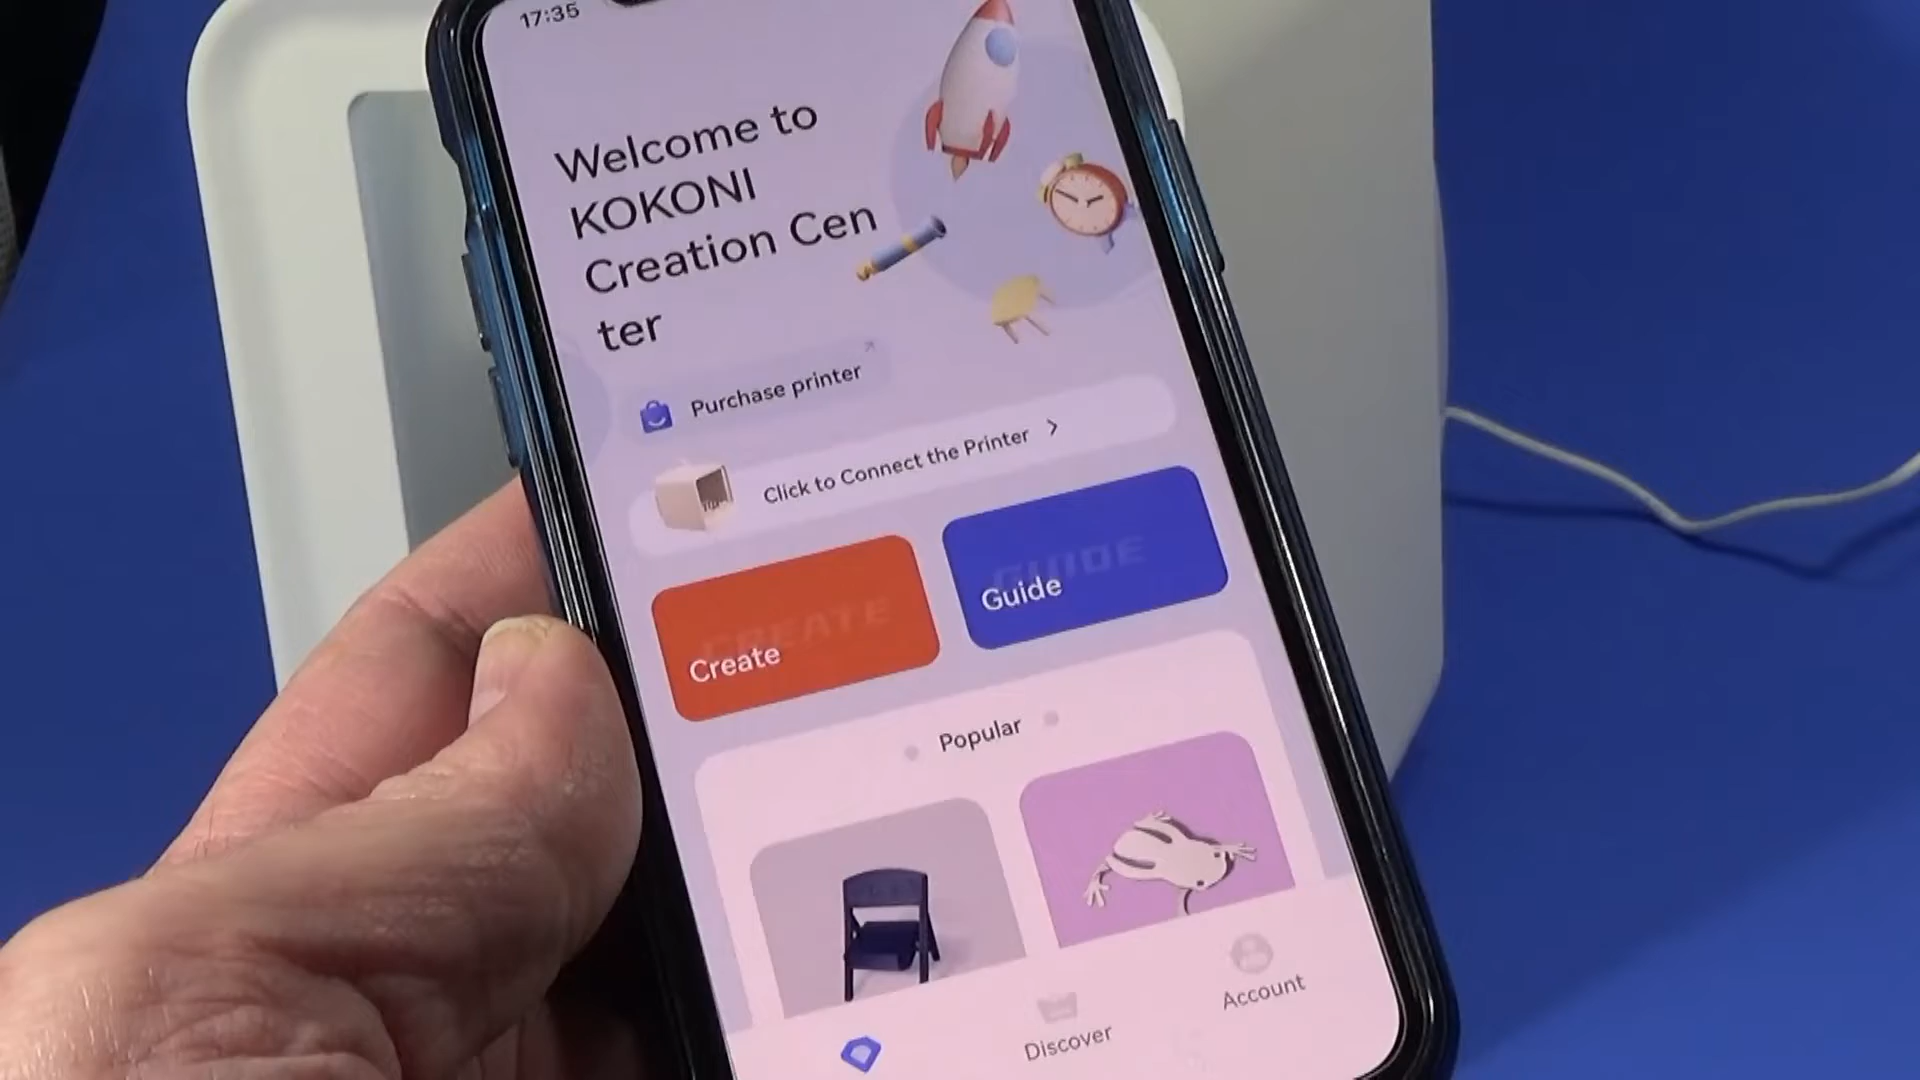 17:35
Welcome to
KOKONI
Creation Cen
ter
Purchase printer
Click to Connect the Printer
CREATE
Create
GUIDE
Guide
Popular
Discover
Account